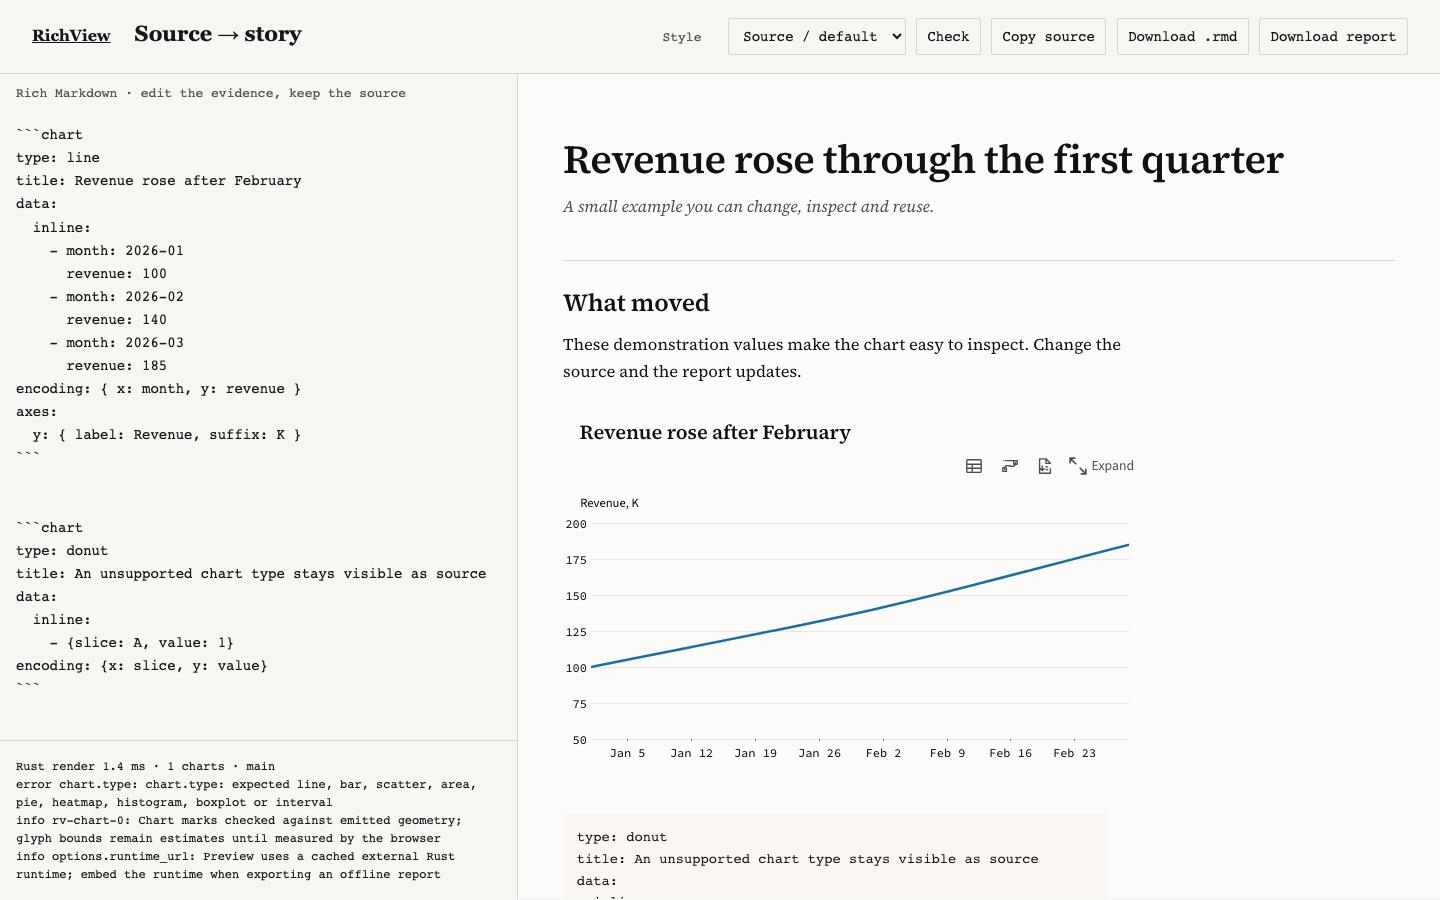 RichView Source → story Style Source / default Check Copy source Download .rmd Download report
Rich Markdown · edit the evidence, keep the source
```chart
type: line
title: Revenue rose after February
data:
  inline:
    - month: 2026-01
      revenue: 100
    - month: 2026-02
      revenue: 140
    - month: 2026-03
      revenue: 185
encoding: { x: month, y: revenue }
axes:
  y: { label: Revenue, suffix: K }
```
```chart
type: donut
title: An unsupported chart type stays visible as source
data:
  inline:
    - {slice: A, value: 1}
encoding: {x: slice, y: value}
```
Rust render 1.4 ms · 1 charts · main
error chart.type: chart.type: expected line, bar, scatter, area,
pie, heatmap, histogram, boxplot or interval
info rv-chart-0: Chart marks checked against emitted geometry;
glyph bounds remain estimates until measured by the browser
info options.runtime_url: Preview uses a cached external Rust
runtime; embed the runtime when exporting an offline report
Revenue rose through the first quarter
A small example you can change, inspect and reuse.
What moved
These demonstration values make the chart easy to inspect. Change the
source and the report updates.
Revenue rose after February
Expand
Revenue, K
200
175
150
125
100
75
50
Jan 5 Jan 12 Jan 19 Jan 26 Feb 2 Feb 9 Feb 16 Feb 23
type: donut
title: An unsupported chart type stays visible as source
data: